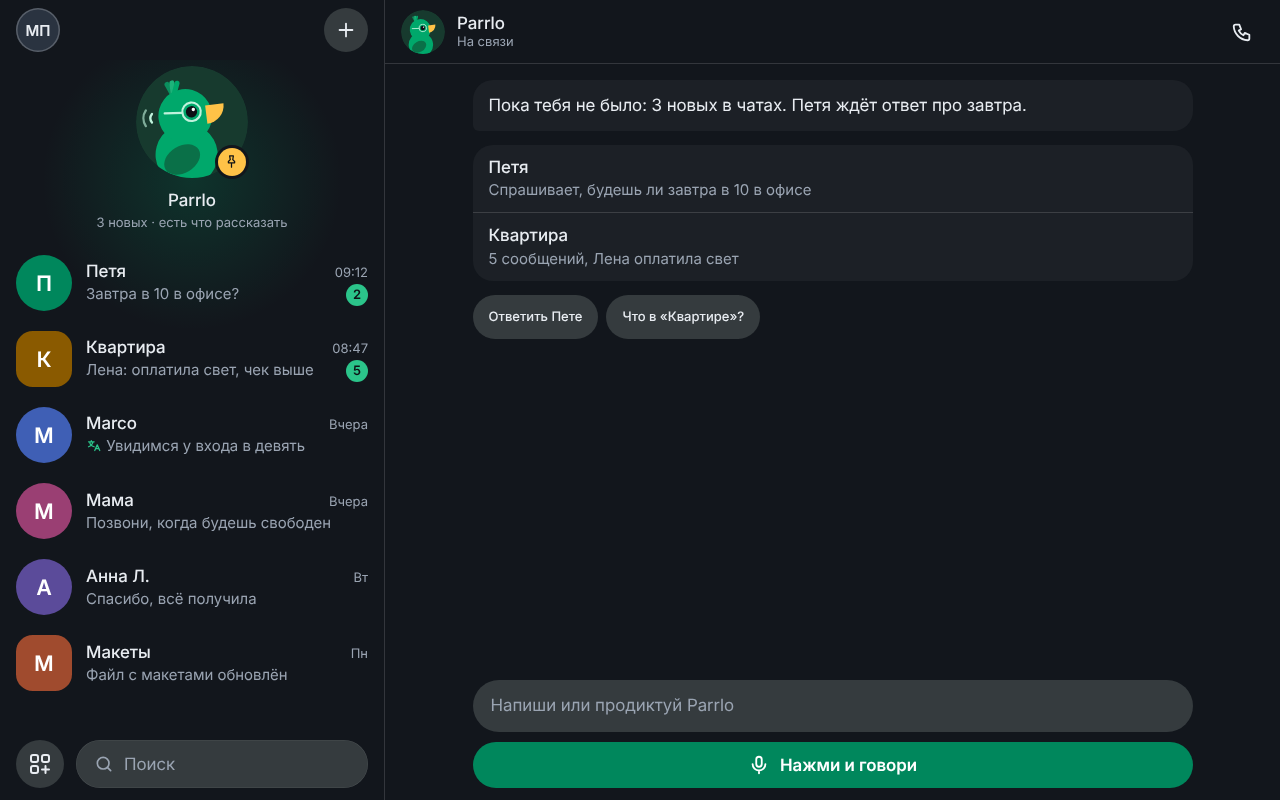 МП
Parrlo
3 новых · есть что рассказать
П
Петя
09:12
Завтра в 10 в офисе?
2
К
Квартира
08:47
Лена: оплатила свет, чек выше
5
M
Marco
Вчера
Увидимся у входа в девять
М
Мама
Вчера
Позвони, когда будешь свободен
А
Анна Л.
Вт
Спасибо, всё получила
М
Макеты
Пн
Файл с макетами обновлён
Поиск
Parrlo
На связи
Пока тебя не было: 3 новых в чатах. Петя ждёт ответ про завтра.
Петя
Спрашивает, будешь ли завтра в 10 в офисе
Квартира
5 сообщений, Лена оплатила свет
Ответить Пете
Что в «Квартире»?
Напиши или продиктуй Parrlo
Нажми и говори